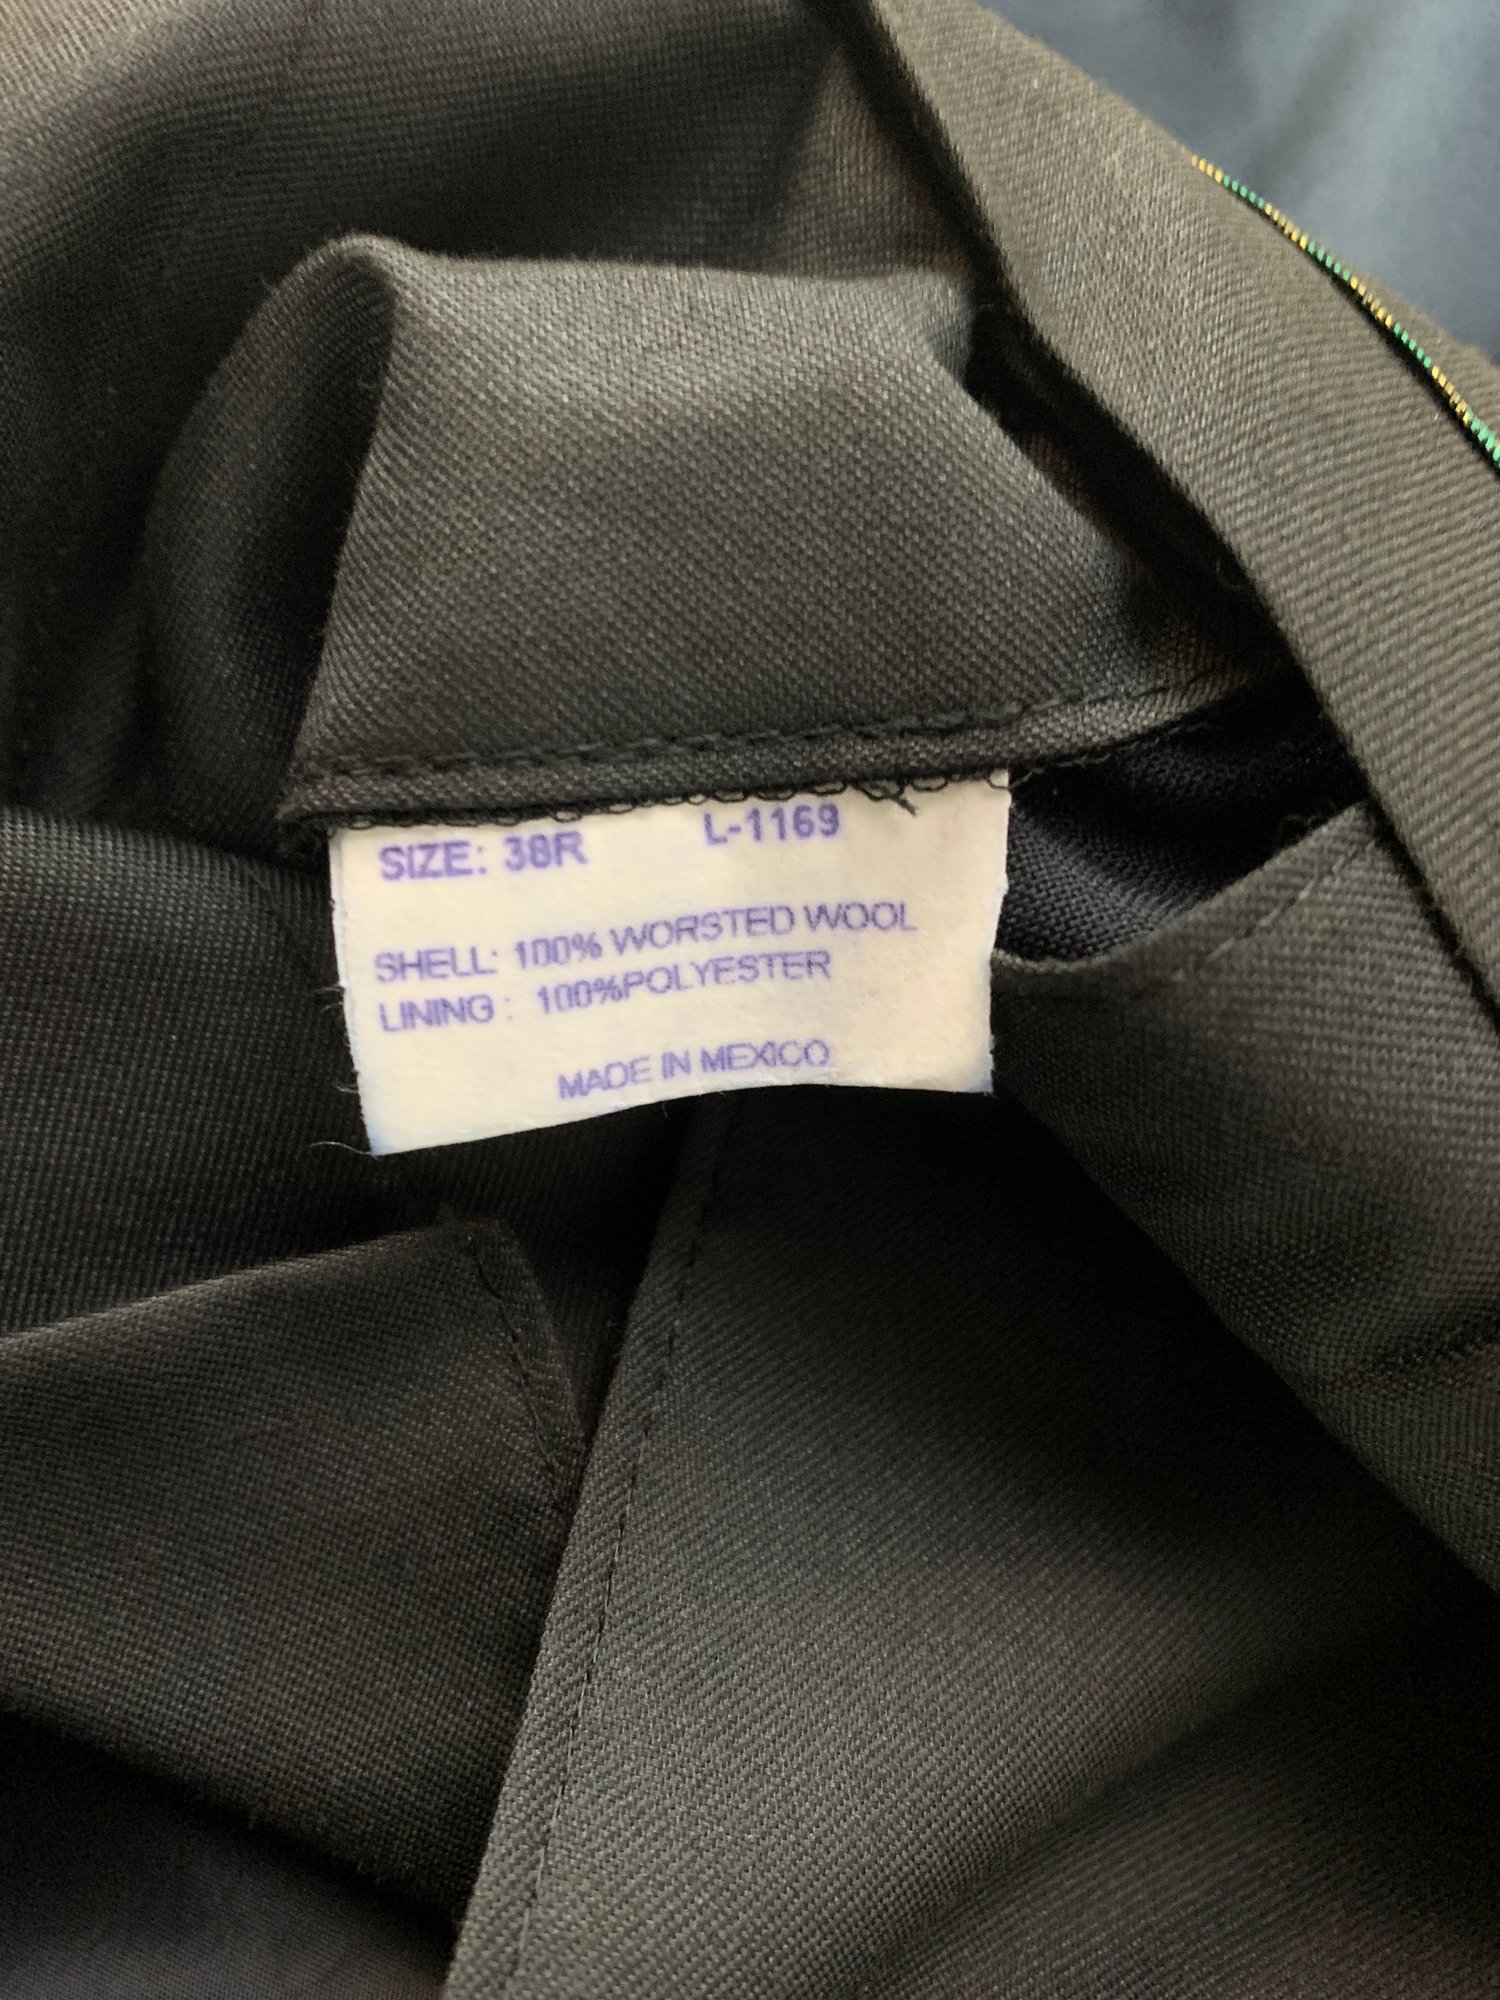 SIZE: 38R L-1169
SHELL: 100% WORSTED WOOL
LINING : 100%POLYESTER
MADE IN MEXICO